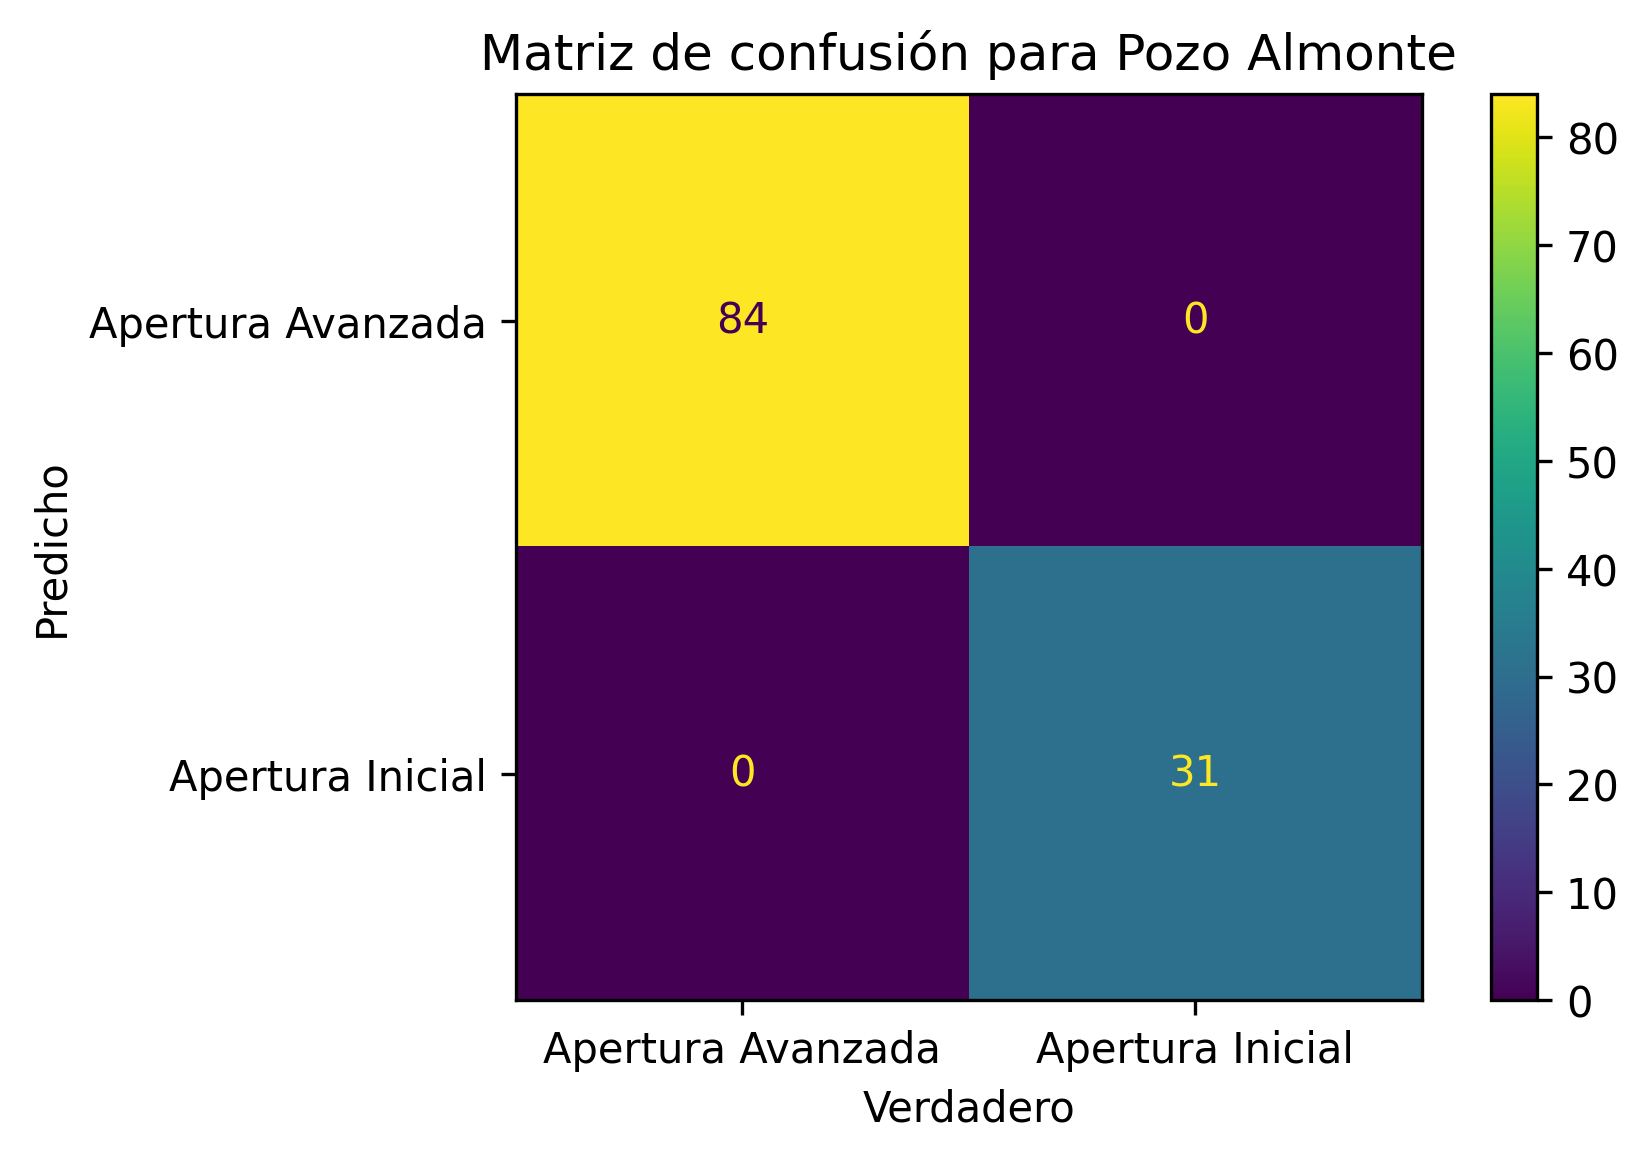 Matriz de confusión para Pozo Almonte
Predicho
Apertura Avanzada
84
0
Apertura Inicial
0
31
Apertura Avanzada
Apertura Inicial
Verdadero
80
70
60
50
40
30
20
10
0